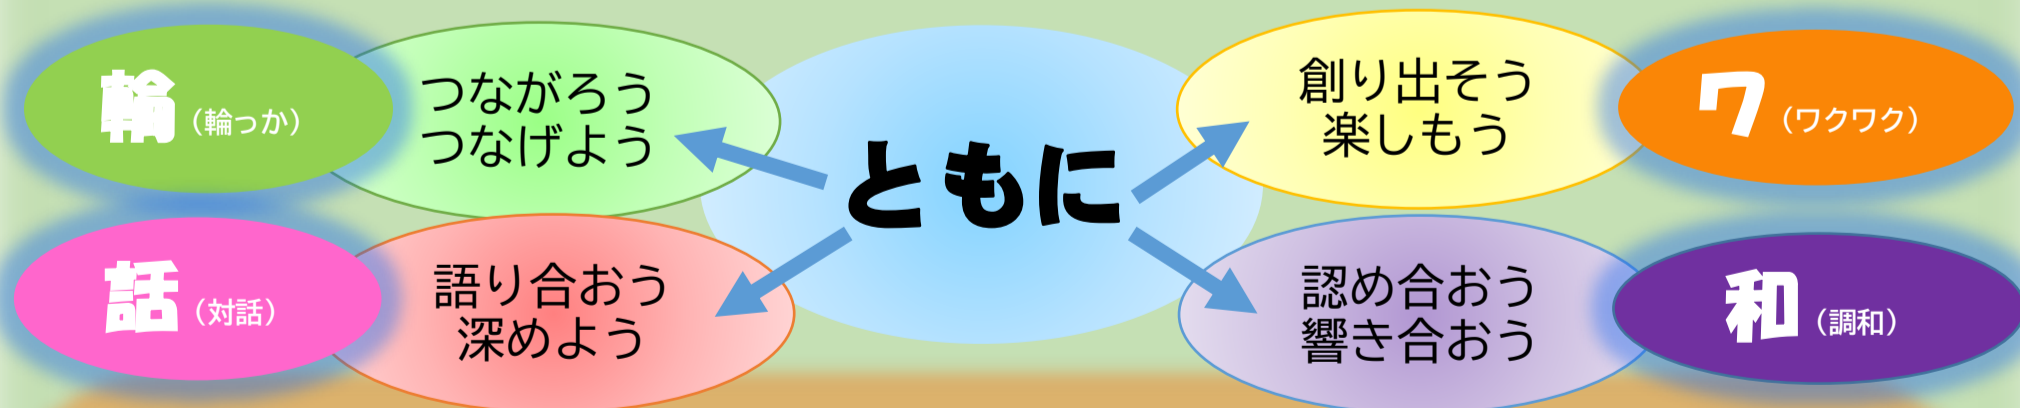 輪（輪っか）
つながろう
つなげよう
ともに
創り出そう
楽しもう
ワ（ワクワク）
話（対話）
語り合おう
深めよう
認め合おう
響き合おう
和（調和）